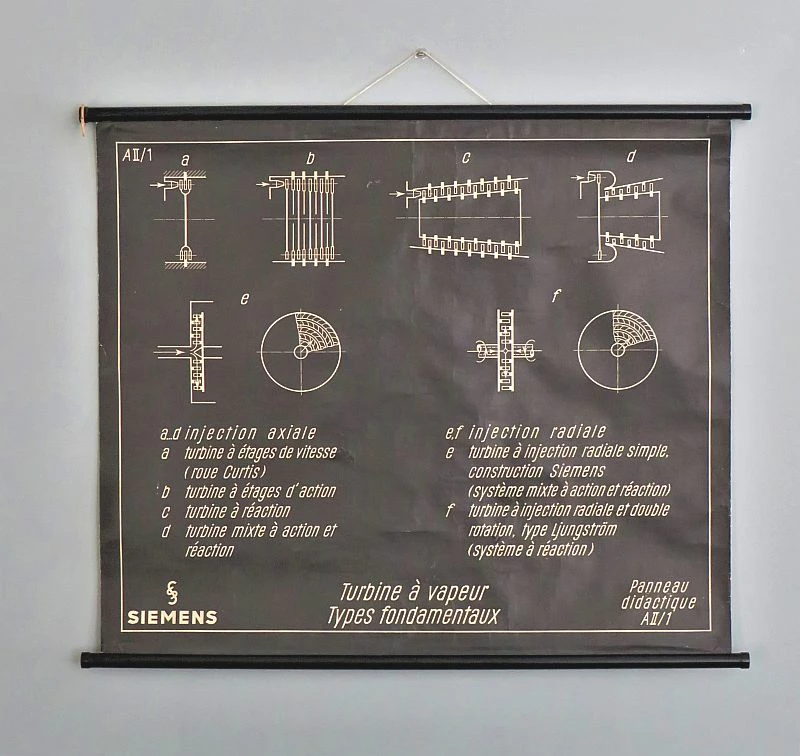 AII/1
a
b
c
d
e
f
a..d injection axiale
a turbine à étages de vitesse
(roue Curtis)
b turbine à étages d'action
c turbine à réaction
d turbine mixte à action et
réaction
e,f injection radiale
e turbine à injection radiale simple,
construction Siemens
(système mixte à action et réaction)
f turbine à injection radiale et double
rotation, type Ljungström
(système à réaction)
SIEMENS
Turbine à vapeur
Types fondamentaux
Panneau
didactique
AII/1